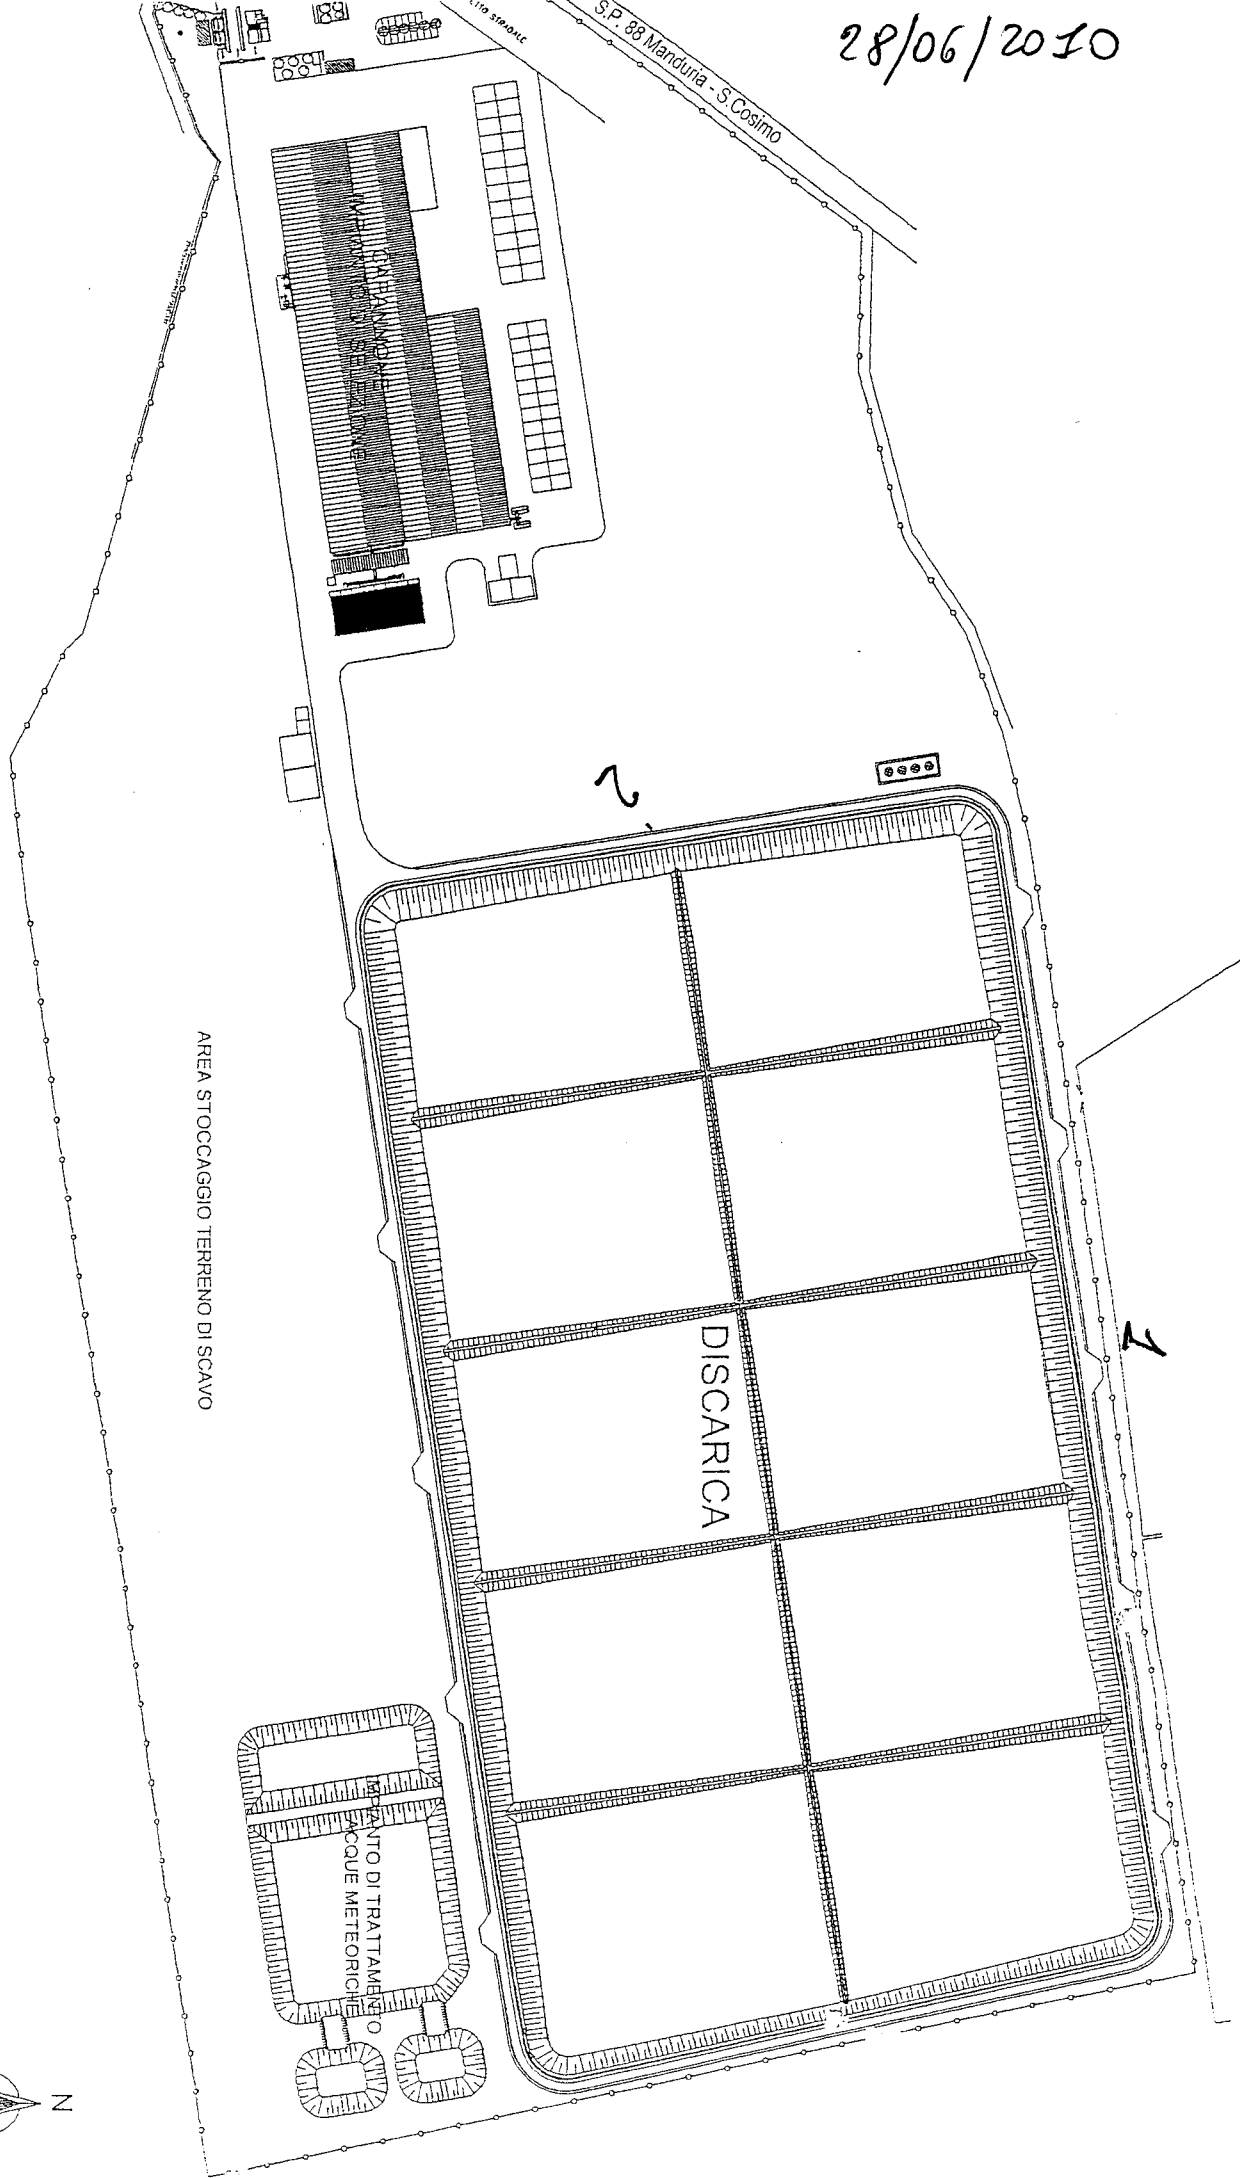 28/06/2010
S.P. 88 Manduria - S.Cosimo
CAPANNONE
IMPIANTO DI SELEZIONE
2
1
DISCARICA
AREA STOCCAGGIO TERRENO DI SCAVO
IMPIANTO DI TRATTAMENTO
ACQUE METEORICHE
N